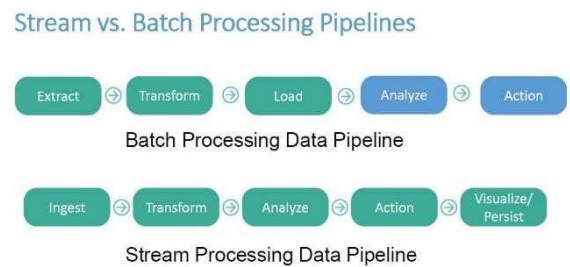 Stream vs. Batch Processing Pipelines
Extract Transform Load Analyze Action
Batch Processing Data Pipeline
Ingest Transform Analyze Action Visualize/
Persist
Stream Processing Data Pipeline